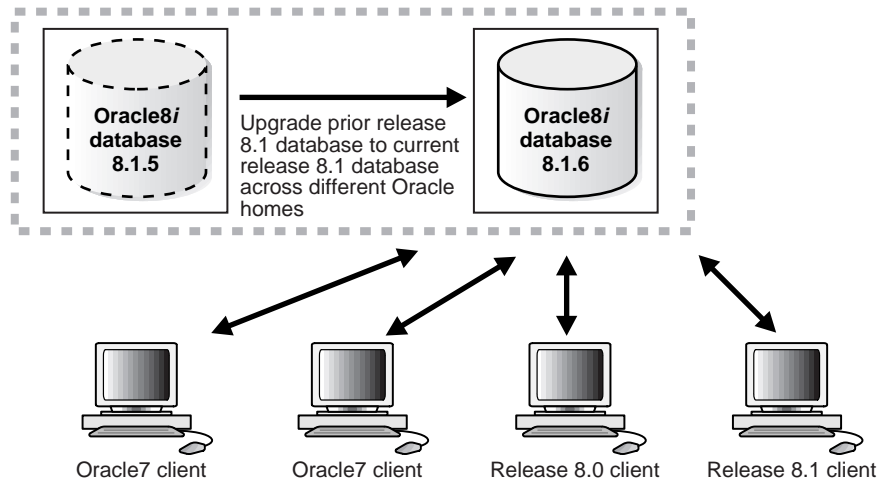 Oracle8i
database
8.1.5
Upgrade prior release
8.1 database to current
release 8.1 database
across different Oracle
homes
Oracle8i
database
8.1.6
Oracle7 client
Oracle7 client
Release 8.0 client
Release 8.1 client